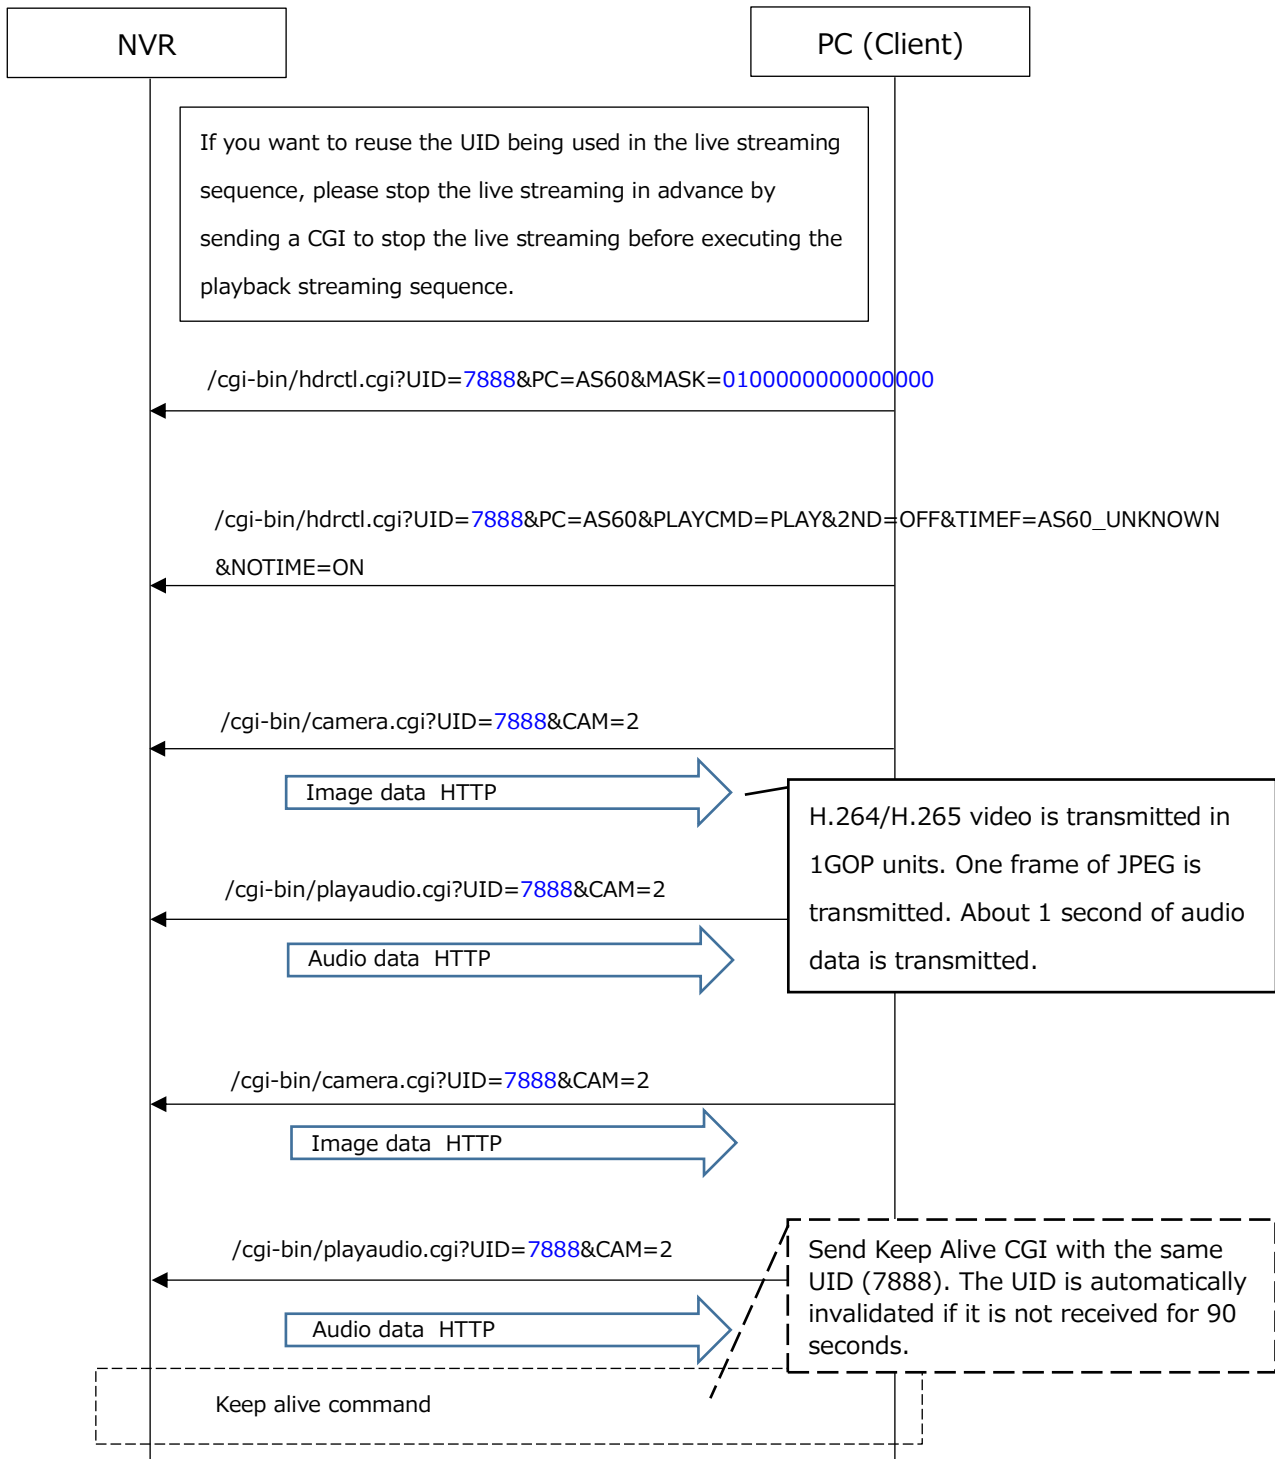 NVR
PC (Client)
If you want to reuse the UID being used in the live streaming
sequence, please stop the live streaming in advance by
sending a CGI to stop the live streaming before executing the
playback streaming sequence.
/cgi-bin/hdrctl.cgi?UID=7888&PC=AS60&MASK=0100000000000000
/cgi-bin/hdrctl.cgi?UID=7888&PC=AS60&PLAYCMD=PLAY&2ND=OFF&TIMEF=AS60_UNKNOWN
&NOTIME=ON
/cgi-bin/camera.cgi?UID=7888&CAM=2
Image data  HTTP
H.264/H.265 video is transmitted in
1GOP units. One frame of JPEG is
transmitted. About 1 second of audio
data is transmitted.
/cgi-bin/playaudio.cgi?UID=7888&CAM=2
Audio data  HTTP
/cgi-bin/camera.cgi?UID=7888&CAM=2
Image data  HTTP
/cgi-bin/playaudio.cgi?UID=7888&CAM=2
Send Keep Alive CGI with the same
UID (7888). The UID is automatically
invalidated if it is not received for 90
seconds.
Audio data  HTTP
Keep alive command